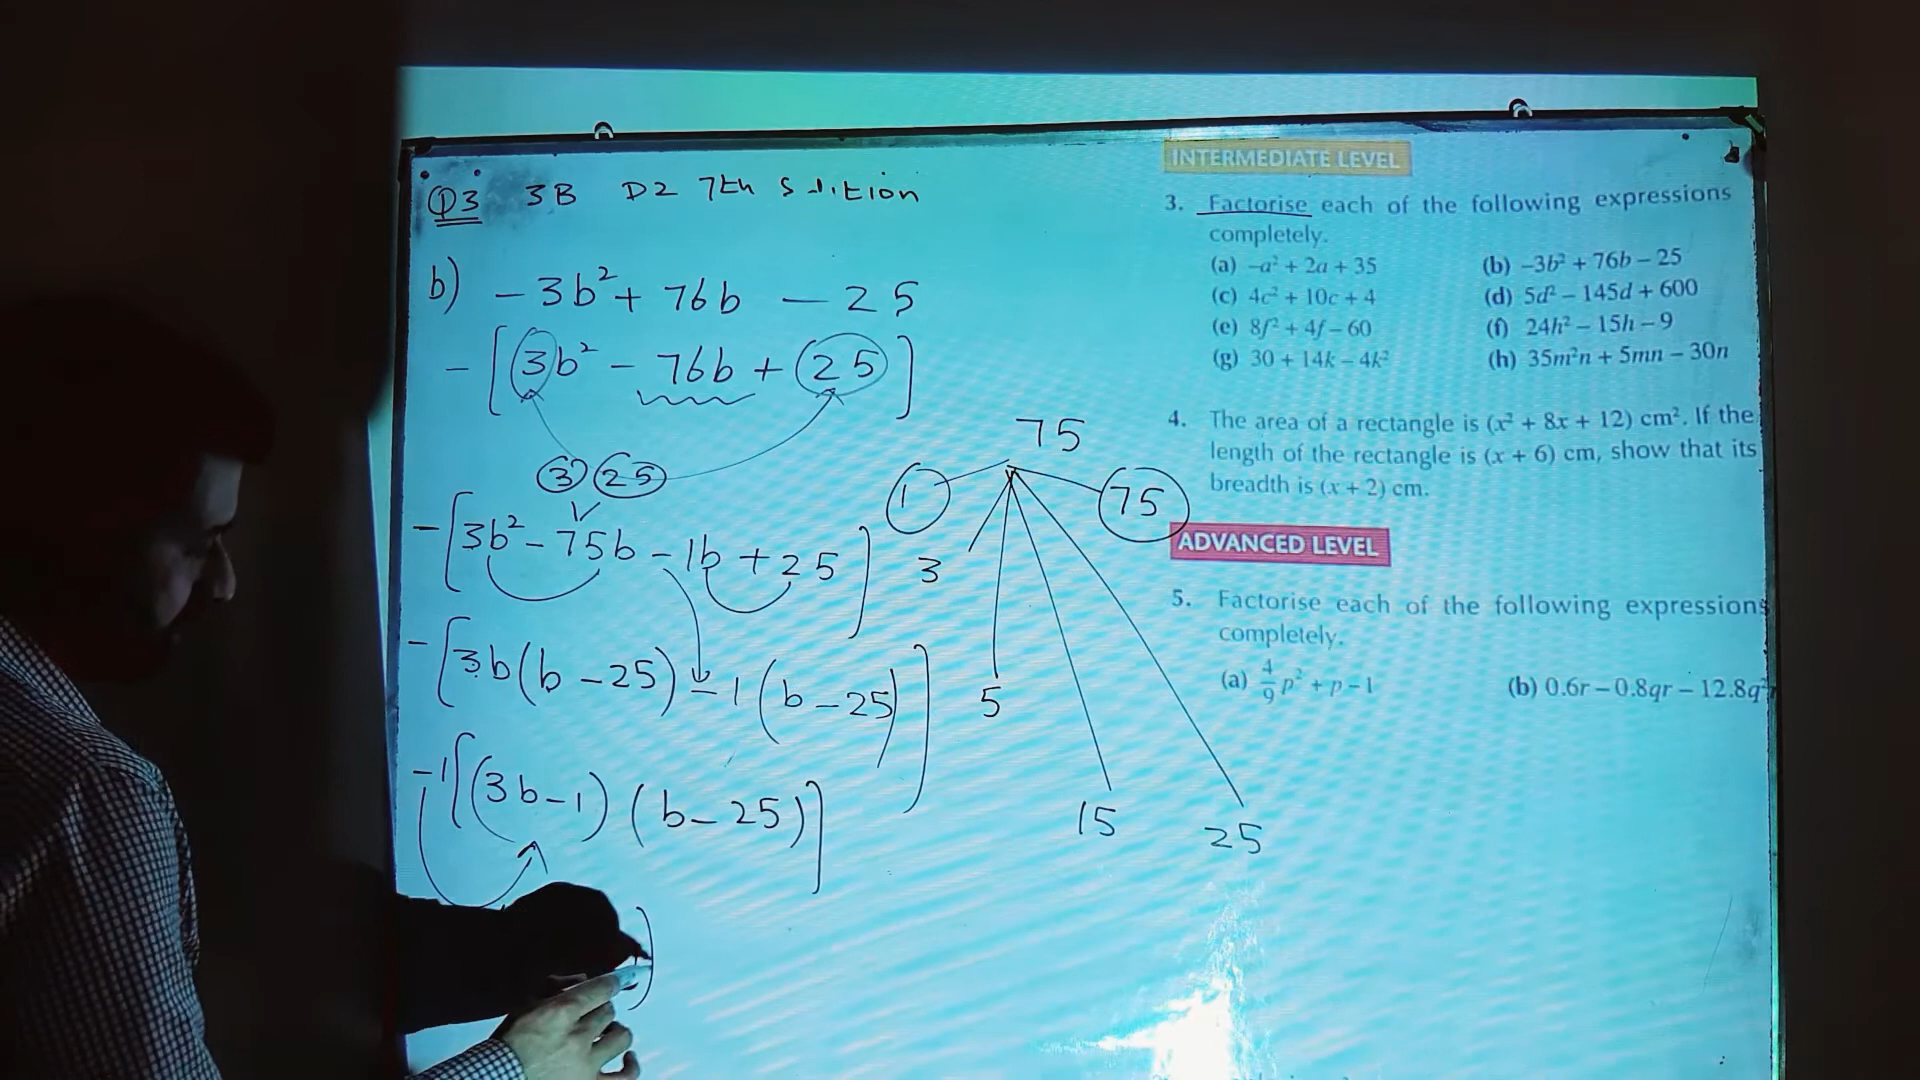 Q3 3B D2 7th Edition
b) -3b² + 76b - 25
-[3b² - 76b + 25]
3 25
-[3b² - 75b - 1b + 25]
-[3b(b - 25) - 1(b - 25)]
-1[(3b - 1)(b - 25)]
)
75
1 75
3
5
15 25
INTERMEDIATE LEVEL
3. Factorise each of the following expressions
completely.
(a) -a² + 2a + 35 (b) -3b² + 76b - 25
(c) 4c² + 10c + 4 (d) 5d² - 145d + 600
(e) 8f² + 4f - 60 (f) 24h² - 15h - 9
(g) 30 + 14k - 4k² (h) 35m²n + 5mn - 30n
4. The area of a rectangle is (x² + 8x + 12) cm². If the
length of the rectangle is (x + 6) cm, show that its
breadth is (x + 2) cm.
ADVANCED LEVEL
5. Factorise each of the following expressions
completely.
(a) 4/9 p² + p - 1 (b) 0.6r - 0.8qr - 12.8q²